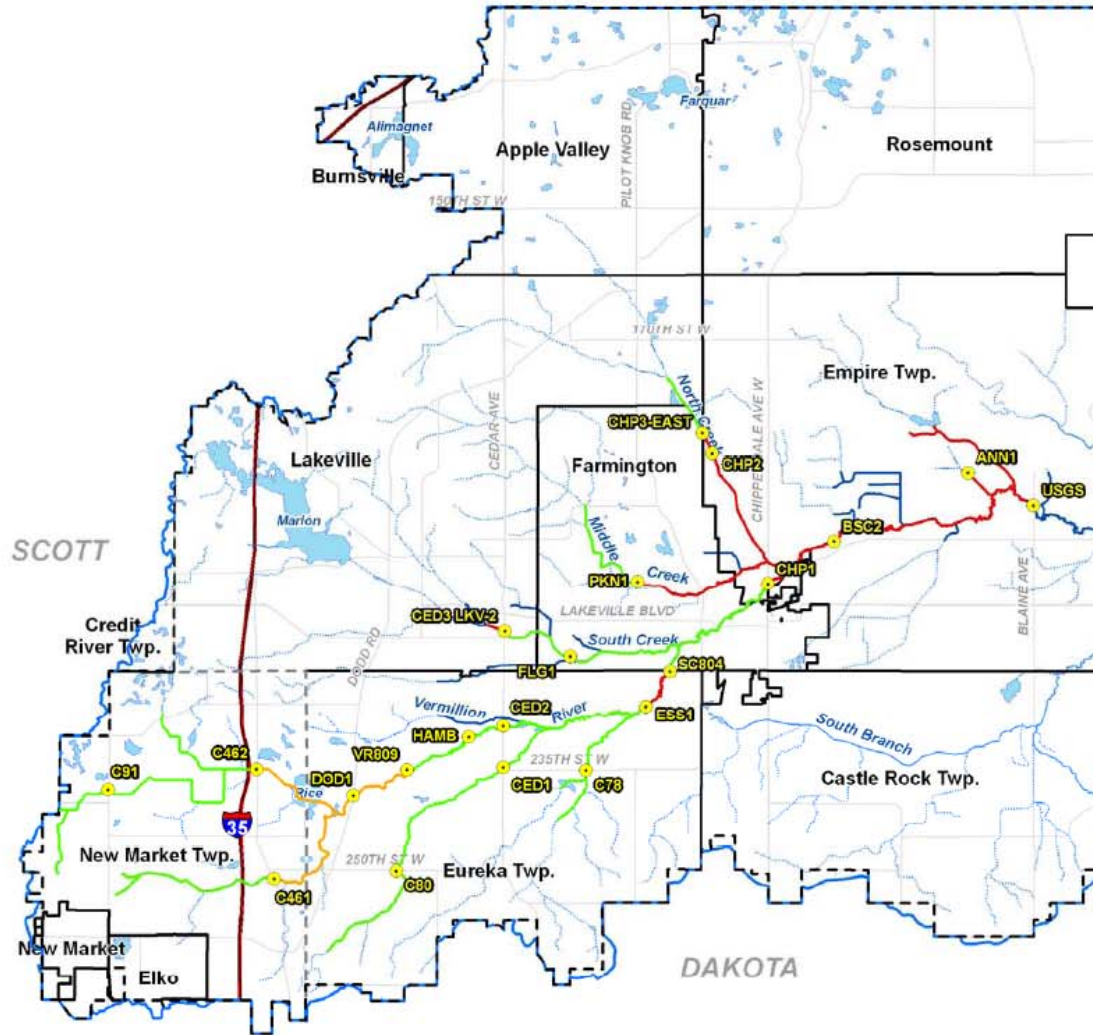 Farquar
Alimagnet
Apple Valley
PILOT KNOB RD
Rosemount
Burnsville
150TH ST W
170TH ST W
Empire Twp.
North Creek
CHIPPENDALE AVE W
CHP3-EAST
CEDAR AVE
Lakeville
Farmington
CHP2
ANN1
USGS
Marion
Middle
BSC2
SCOTT
PKN1
Creek
CHP1
LAKEVILLE BLVD
BLAINE AVE
CED3 LKV-2
Credit
River Twp.
South Creek
DODD RD
FLG1
SC804
Vermillion
CED2
River
ESS1
South Branch
HAMB
C462
VR809
235TH ST W
C91
DOD1
CED1
C78
Castle Rock Twp.
Rice
35
New Market Twp.
250TH ST W
Eureka Twp.
C461
C80
New Market
Elko
DAKOTA